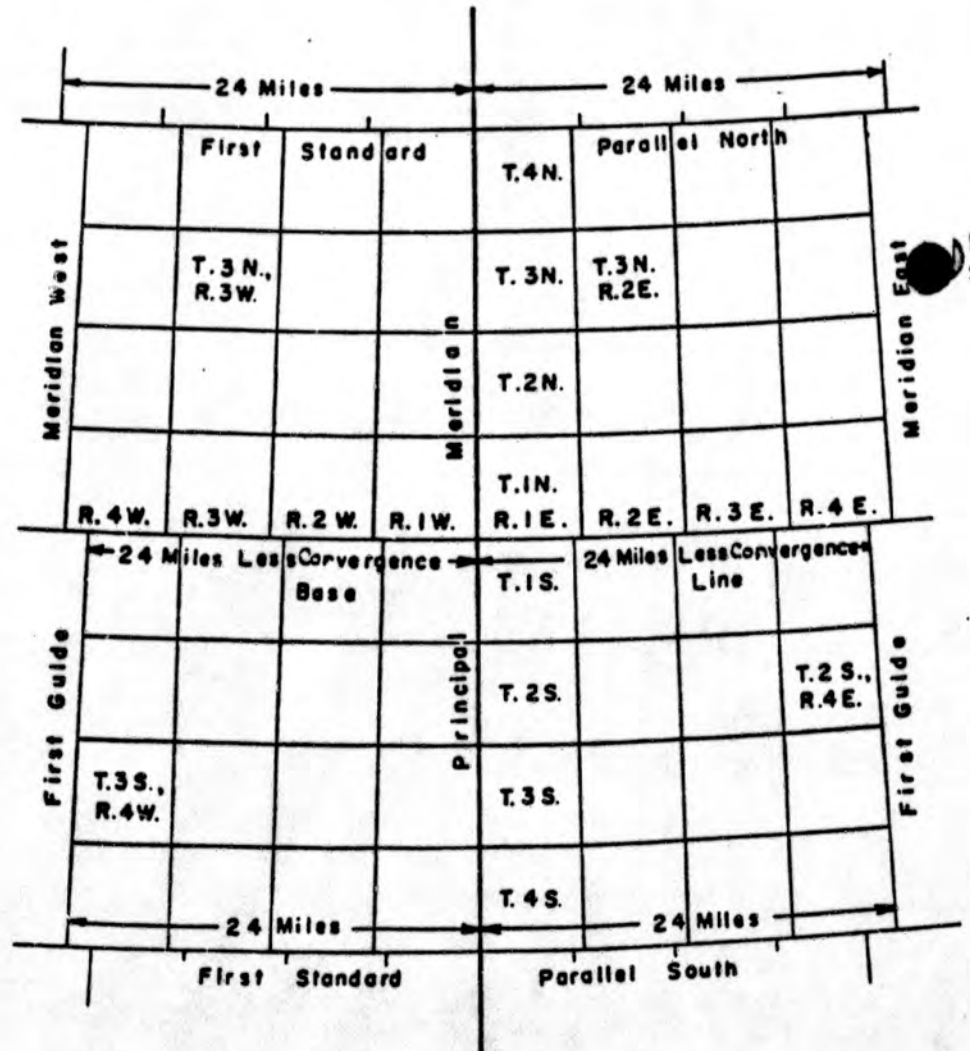 24 Miles 24 Miles
First Standard Parallel North
T.4N.
T.3N., T.3N. T.3N.
R.3W. R.2E.
Meridian West
Meridian
Meridian East
T.2N.
T.1N.
R.4W. R.3W. R.2W. R.1W. R.1E. R.2E. R.3E. R.4E.
24 Miles Less Convergence 24 Miles Less Convergence
Base Line
T.1S.
First Guide
Principal
First Guide
T.2S. T.2S.,
R.4E.
T.3S., T.3S.
R.4W.
T.4S.
24 Miles 24 Miles
First Standard Parallel South